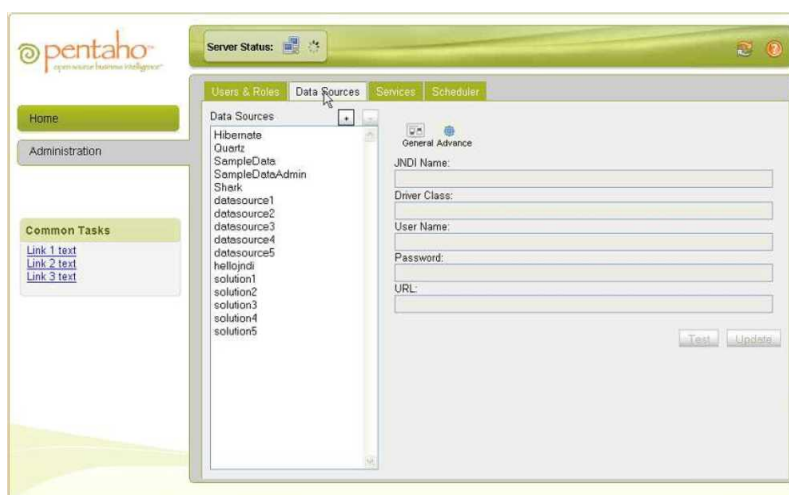 pentaho
open source business intelligence
Server Status:
Home
Administration
Common Tasks
Link 1 text
Link 2 text
Link 3 text
Users & Roles
Data Sources
Services
Scheduler
Data Sources
+
-
Hibernate
Quartz
SampleData
SampleDataAdmin
Shark
datasource1
datasource2
datasource3
datasource4
datasource5
hellojndi
solution1
solution2
solution3
solution4
solution5
General Advance
JNDI Name:
Driver Class:
User Name:
Password:
URL:
Test
Update